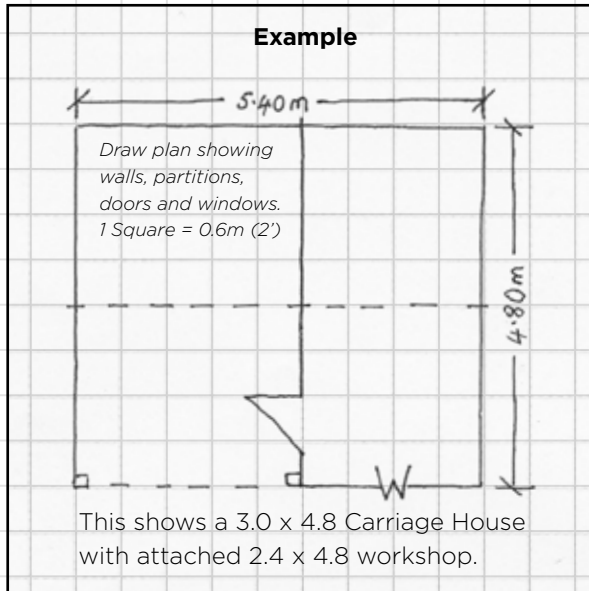 Example
5.40m
Draw plan showing
walls, partitions,
doors and windows.
1 Square = 0.6m (2')
4.80m
W
This shows a 3.0 x 4.8 Carriage House
with attached 2.4 x 4.8 workshop.